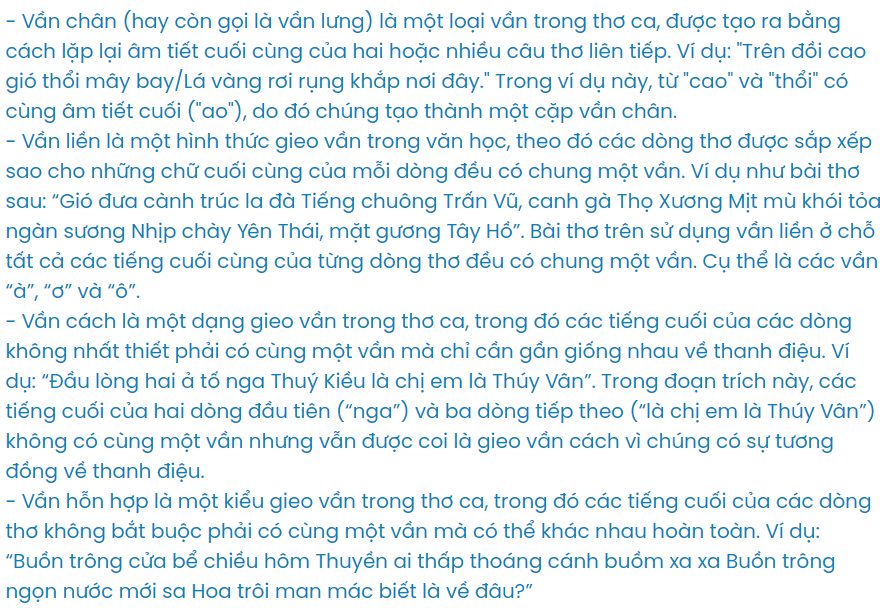 - Vần chân (hay còn gọi là vần lưng) là một loại vần trong thơ ca, được tạo ra bằng
cách lặp lại âm tiết cuối cùng của hai hoặc nhiều câu thơ liên tiếp. Ví dụ: "Trên đồi cao
gió thổi mây bay/Lá vàng rơi rụng khắp nơi đây." Trong ví dụ này, từ "cao" và "thổi" có
cùng âm tiết cuối ("ao"), do đó chúng tạo thành một cặp vần chân.
- Vần liền là một hình thức gieo vần trong văn học, theo đó các dòng thơ được sắp xếp
sao cho những chữ cuối cùng của mỗi dòng đều có chung một vần. Ví dụ như bài thơ
sau: “Gió đưa cành trúc la đà Tiếng chuông Trấn Vũ, canh gà Thọ Xương Mịt mù khói tỏa
ngàn sương Nhịp chày Yên Thái, mặt gương Tây Hồ”. Bài thơ trên sử dụng vần liền ở chỗ
tất cả các tiếng cuối cùng của từng dòng thơ đều có chung một vần. Cụ thể là các vần
“à”, “ơ” và “ô”.
- Vần cách là một dạng gieo vần trong thơ ca, trong đó các tiếng cuối của các dòng
không nhất thiết phải có cùng một vần mà chỉ cần gần giống nhau về thanh điệu. Ví
dụ: “Đầu lòng hai ả tố nga Thuý Kiều là chị em là Thúy Vân”. Trong đoạn trích này, các
tiếng cuối của hai dòng đầu tiên (“nga”) và ba dòng tiếp theo (“là chị em là Thúy Vân”)
không có cùng một vần nhưng vẫn được coi là gieo vần cách vì chúng có sự tương
đồng về thanh điệu.
- Vần hỗn hợp là một kiểu gieo vần trong thơ ca, trong đó các tiếng cuối của các dòng
thơ không bắt buộc phải có cùng một vần mà có thể khác nhau hoàn toàn. Ví dụ:
“Buồn trông cửa bể chiều hôm Thuyền ai thấp thoáng cánh buồm xa xa Buồn trông
ngọn nước mới sa Hoa trôi man mác biết là về đâu?”